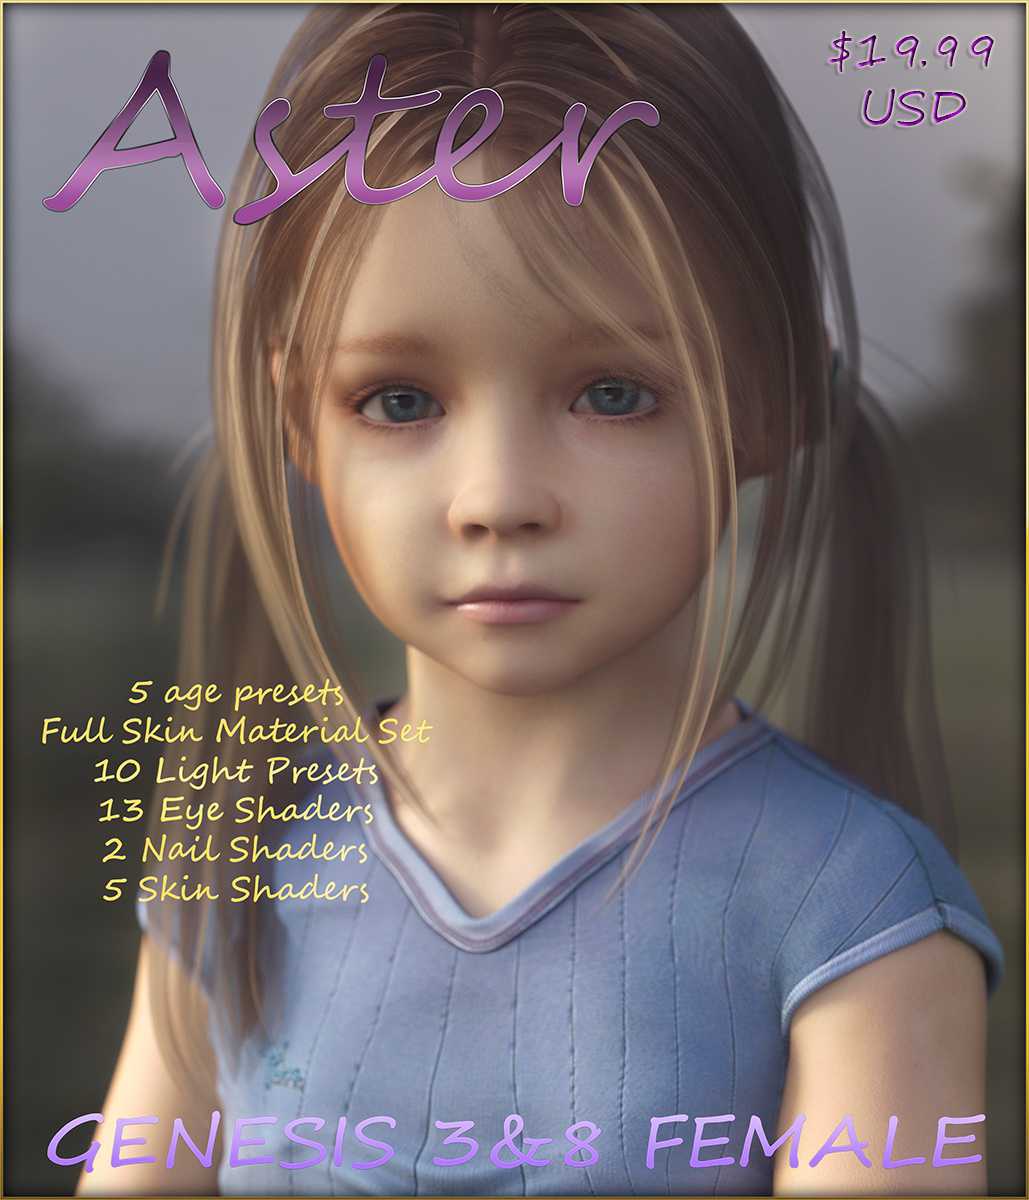 Aster
$19.99
USD
5 age presets
Full Skin Material Set
10 Light Presets
13 Eye Shaders
2 Nail Shaders
5 Skin Shaders
GENESIS 3&8 FEMALE